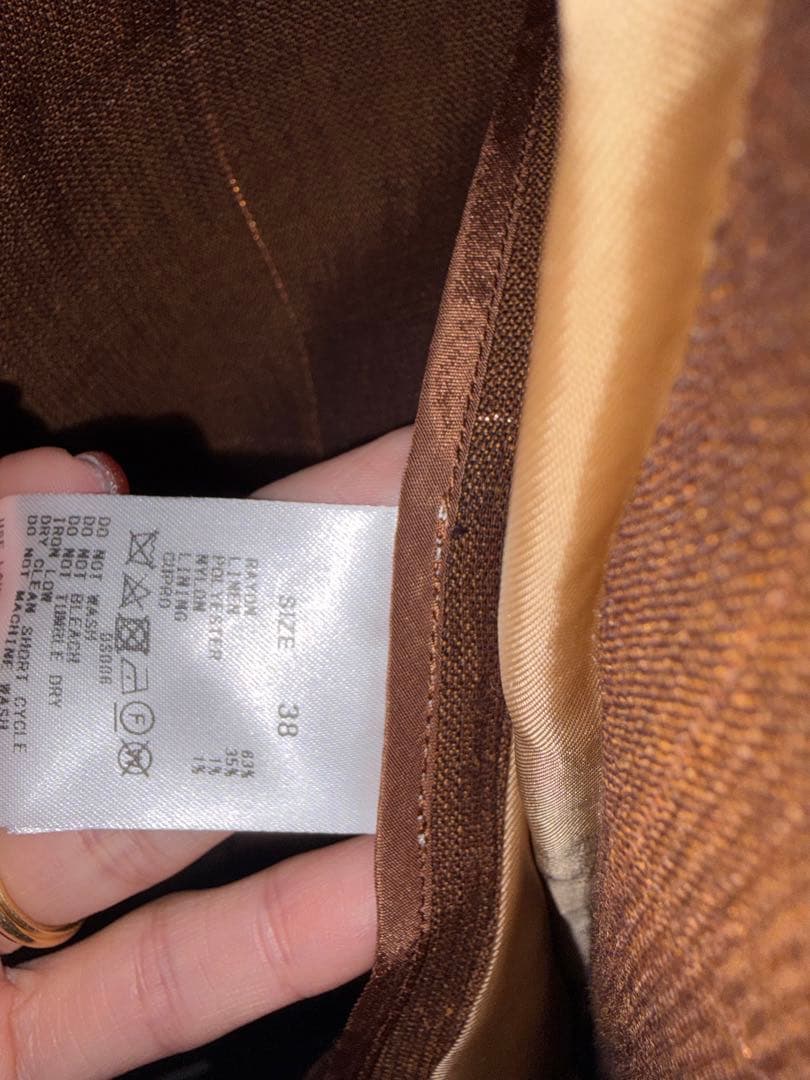 SIZE 38
RAYON 63%
LINEN 35%
POLYESTER 1%
NYLON 1%
LINING
CUPRO
F
DS006
DO NOT WASH
DO NOT BLEACH
DO NOT TUMBLE DRY
IRON LOW
DRY CLEAN SHORT CYCLE
DO NOT MACHINE WASH